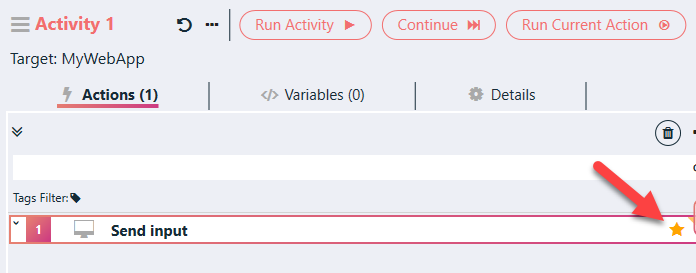 Activity 1
Run Activity
Continue
Run Current Action
Target: MyWebApp
Actions (1)
Variables (0)
Details
Tags Filter:
1
Send input